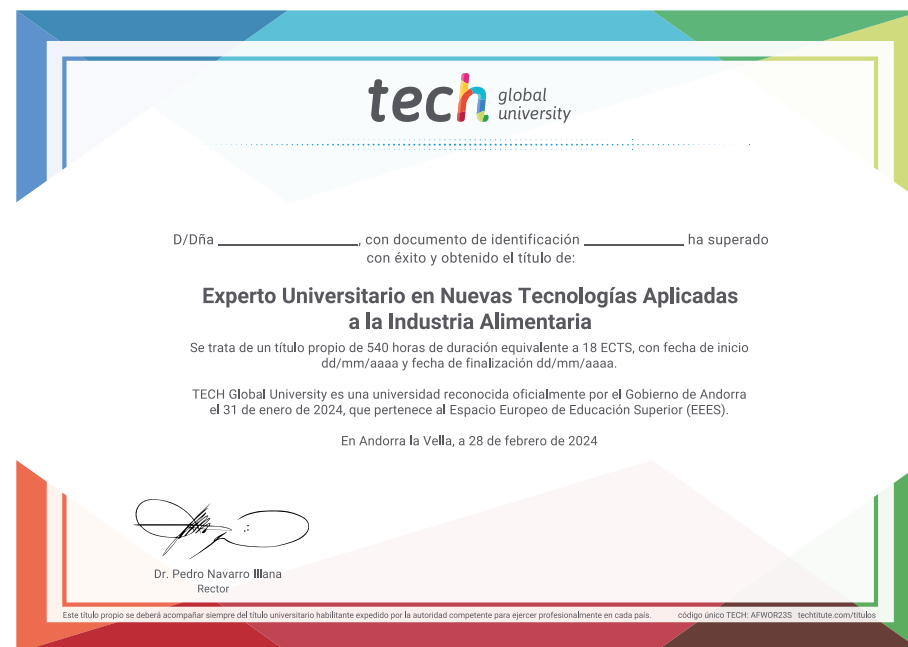 tech global
university
D/Dña ______________, con documento de identificación __________ ha superado
con éxito y obtenido el título de:
Experto Universitario en Nuevas Tecnologías Aplicadas
a la Industria Alimentaria
Se trata de un título propio de 540 horas de duración equivalente a 18 ECTS, con fecha de inicio
dd/mm/aaaa y fecha de finalización dd/mm/aaaa.
TECH Global University es una universidad reconocida oficialmente por el Gobierno de Andorra
el 31 de enero de 2024, que pertenece al Espacio Europeo de Educación Superior (EEES).
En Andorra la Vella, a 28 de febrero de 2024
Dr. Pedro Navarro Illana
Rector
Este título propio se deberá acompañar siempre del título universitario habilitante expedido por la autoridad competente para ejercer profesionalmente en cada país. código único TECH: AFWOR23S techtitute.com/titulos